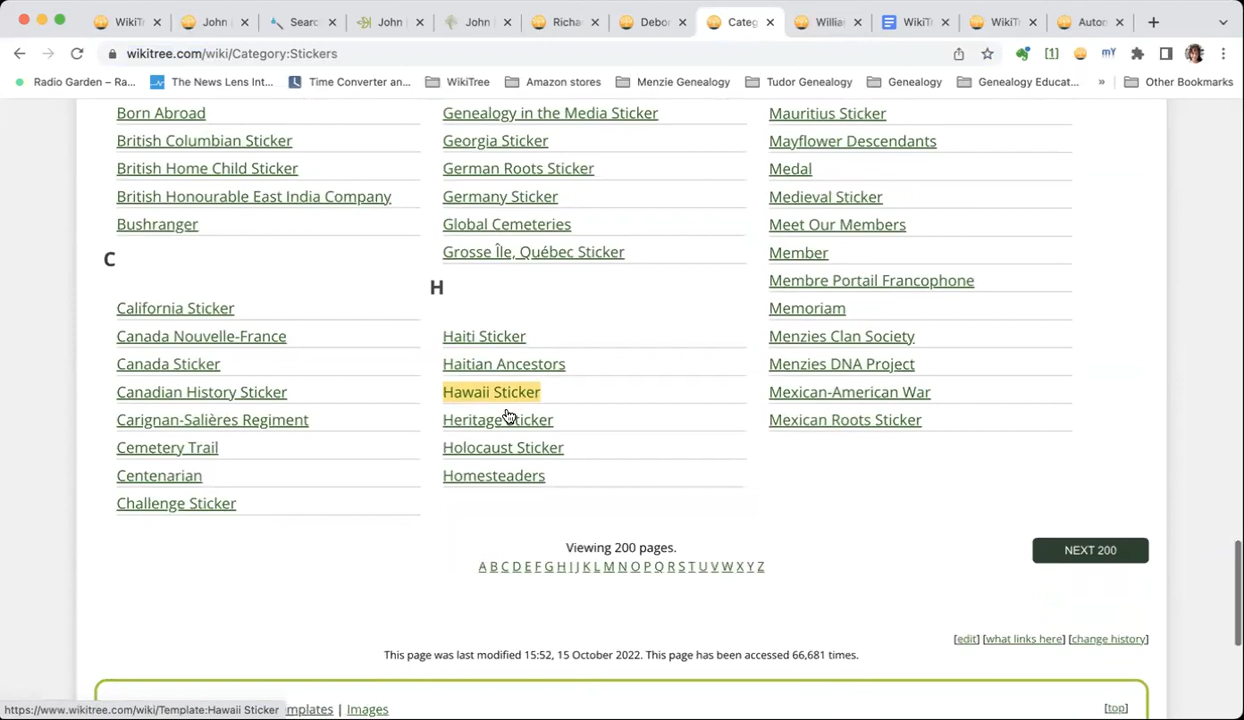 WikiTr
John
Searc
John
John
Richa
Debor
Categ
Willia
WikiT
WikiT
Auto
wikitree.com/wiki/Category:Stickers
Radio Garden – Ra...
The News Lens Int...
Time Converter an...
WikiTree
Amazon stores
Menzie Genealogy
Tudor Genealogy
Genealogy
Genealogy Educat...
»
Other Bookmarks
Born Abroad
British Columbian Sticker
British Home Child Sticker
British Honourable East India Company
Bushranger
C
California Sticker
Canada Nouvelle-France
Canada Sticker
Canadian History Sticker
Carignan-Salières Regiment
Cemetery Trail
Centenarian
Challenge Sticker
Genealogy in the Media Sticker
Georgia Sticker
German Roots Sticker
Germany Sticker
Global Cemeteries
Grosse Île, Québec Sticker
H
Haiti Sticker
Haitian Ancestors
Hawaii Sticker
Heritage Sticker
Holocaust Sticker
Homesteaders
Mauritius Sticker
Mayflower Descendants
Medal
Medieval Sticker
Meet Our Members
Member
Membre Portail Francophone
Memoriam
Menzies Clan Society
Menzies DNA Project
Mexican-American War
Mexican Roots Sticker
Viewing 200 pages.
A B C D E F G H I J K L M N O P Q R S T U V W X Y Z
NEXT 200
[edit] [what links here] [change history]
This page was last modified 15:52, 15 October 2022. This page has been accessed 66,681 times.
https://www.wikitree.com/wiki/Template:Hawaii Sticker
mplates | Images
[top]